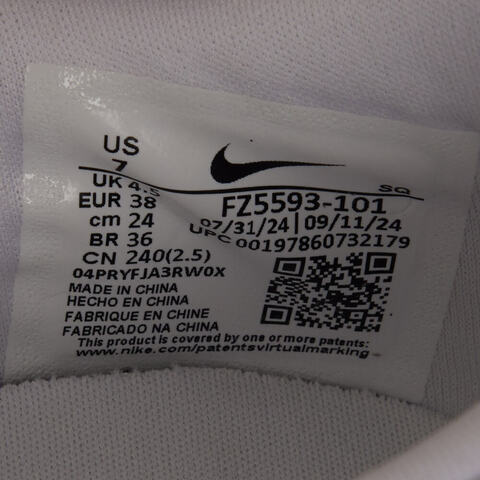 US
7
UK 4.5
EUR 38
cm 24
BR 36
CN 240(2.5)
04PRYFJA3RW0X
MADE IN CHINA
HECHO EN CHINA
FABRIQUE EN CHINE
FABRICADO NA CHINA
SQ
FZ5593-101
07/31/24 | 09/11/24
UPC 00197860732179
This product is covered by one or more patents:
www.nike.com/patentsvirtualmarking